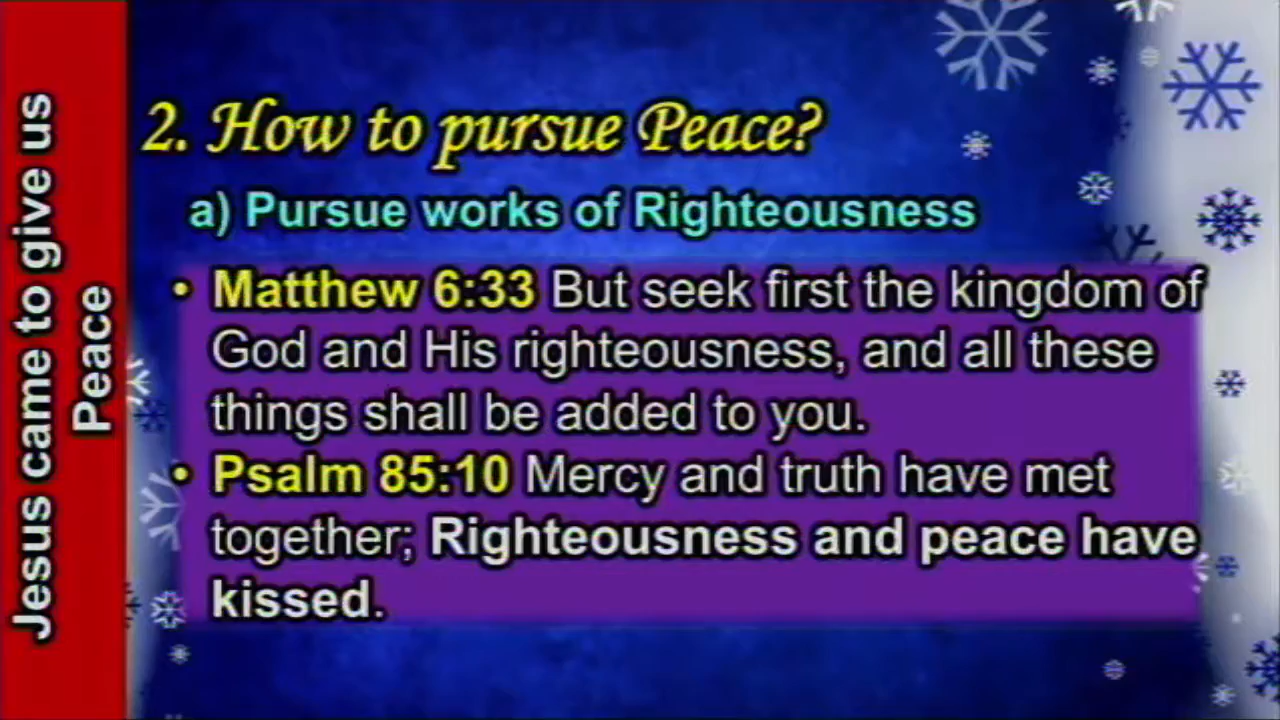 Jesus came to give us
Peace
2. How to pursue Peace?
a) Pursue works of Righteousness
• Matthew 6:33 But seek first the kingdom of
God and His righteousness, and all these
things shall be added to you.
• Psalm 85:10 Mercy and truth have met
together; Righteousness and peace have
kissed.